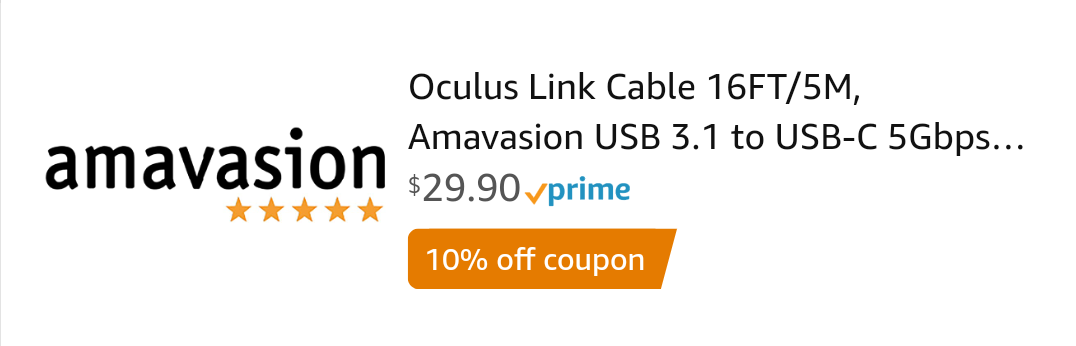 amavasion
Oculus Link Cable 16FT/5M,
Amavasion USB 3.1 to USB-C 5Gbps...
$29.90 prime
10% off coupon